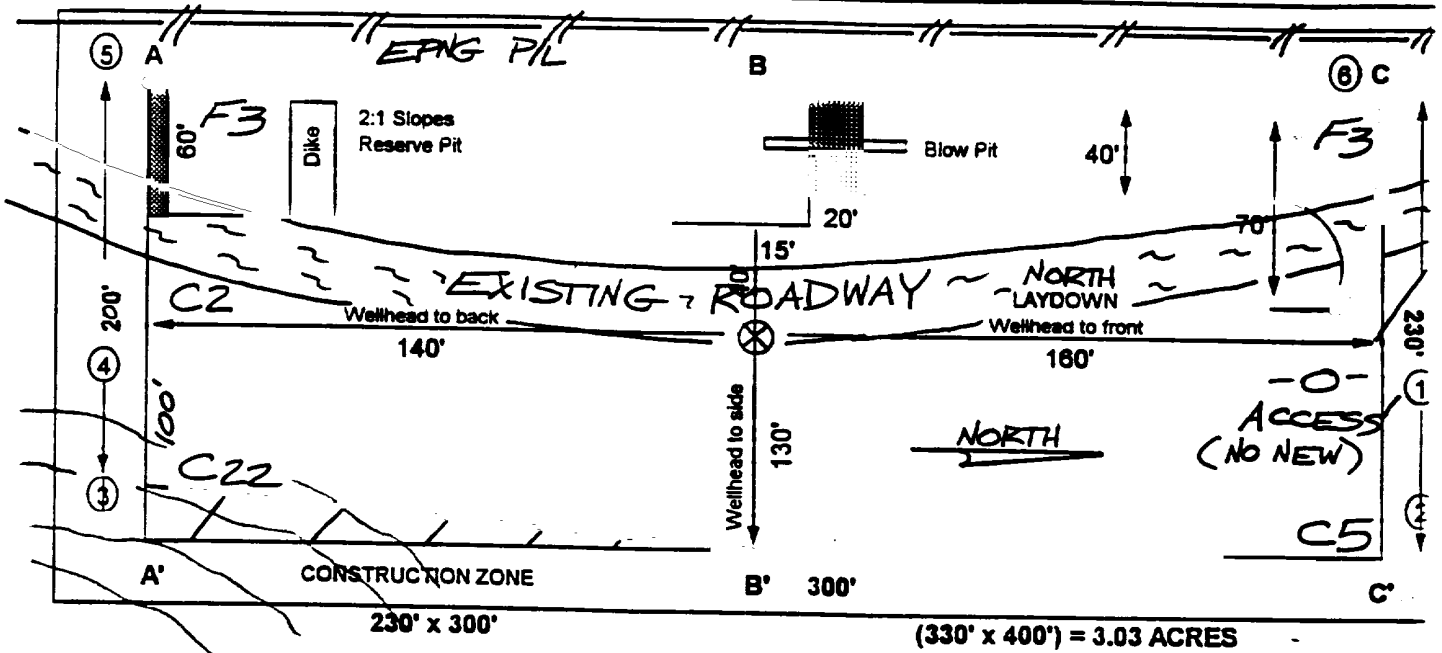 EPNG P/L
5 A
B
6 C
F3
60'
Dike
2:1 Slopes
Reserve Pit
Blow Pit
40'
F3
20'
70'
15'
EXISTING ROADWAY
NORTH
LAYDOWN
C2
200'
Wellhead to back
Wellhead to front
140'
160'
230'
4
100'
-0-
1
ACCESS
(NO NEW)
Wellhead to side
130'
NORTH
C22
3
C5
A'
CONSTRUCTION ZONE
B'
300'
C'
230' x 300'
(330' x 400') = 3.03 ACRES